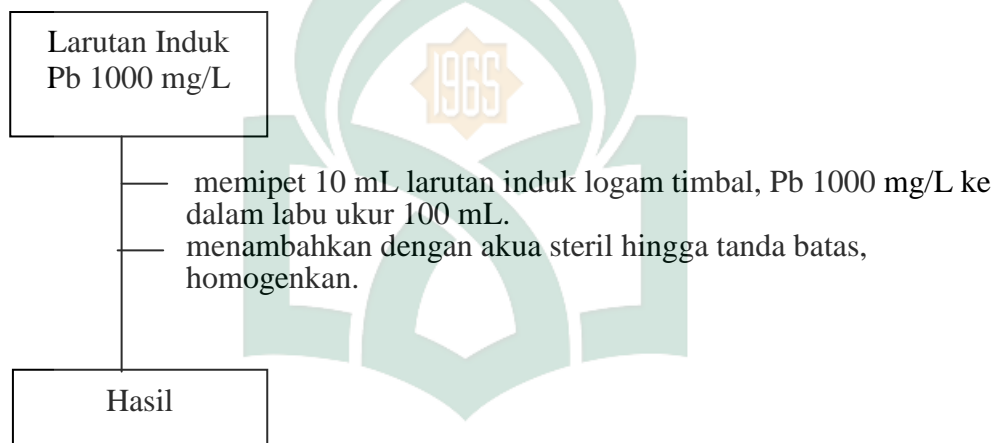 Larutan Induk
Pb 1000 mg/L
1965
memipet 10 mL larutan induk logam timbal, Pb 1000 mg/L ke
dalam labu ukur 100 mL.
menambahkan dengan akua steril hingga tanda batas,
homogenkan.
Hasil